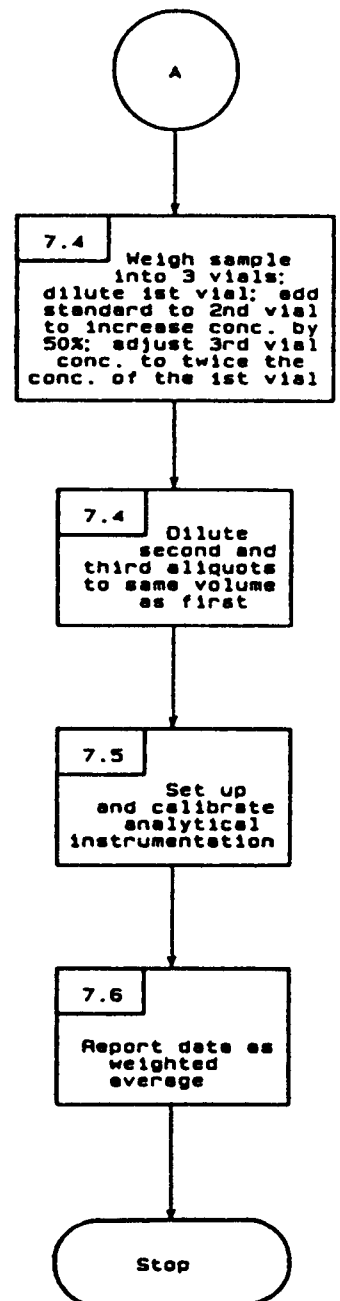 A
7.4
Weigh sample
into 3 vials;
dilute 1st vial; add
standard to 2nd vial
to increase conc. by
50%; adjust 3rd vial
conc. to twice the
conc. of the 1st vial
7.4
Dilute
second and
third aliquots
to same volume
as first
7.5
Set up
and calibrate
analytical
instrumentation
7.6
Report data as
weighted
average
Stop